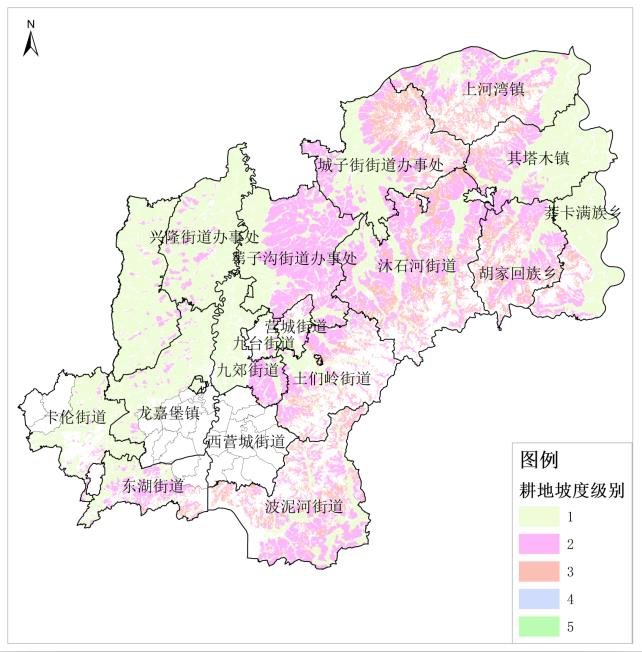 N
上河湾镇
其塔木镇
城子街街道办事处
莽卡满族乡
兴隆街道办事处
苇子沟街道办事处
沐石河街道
胡家回族乡
营城街道
九台街道
九郊街道
土们岭街道
卡伦街道
龙嘉堡镇
西营城街道
东湖街道
波泥河街道
图例
耕地坡度级别
1
2
3
4
5